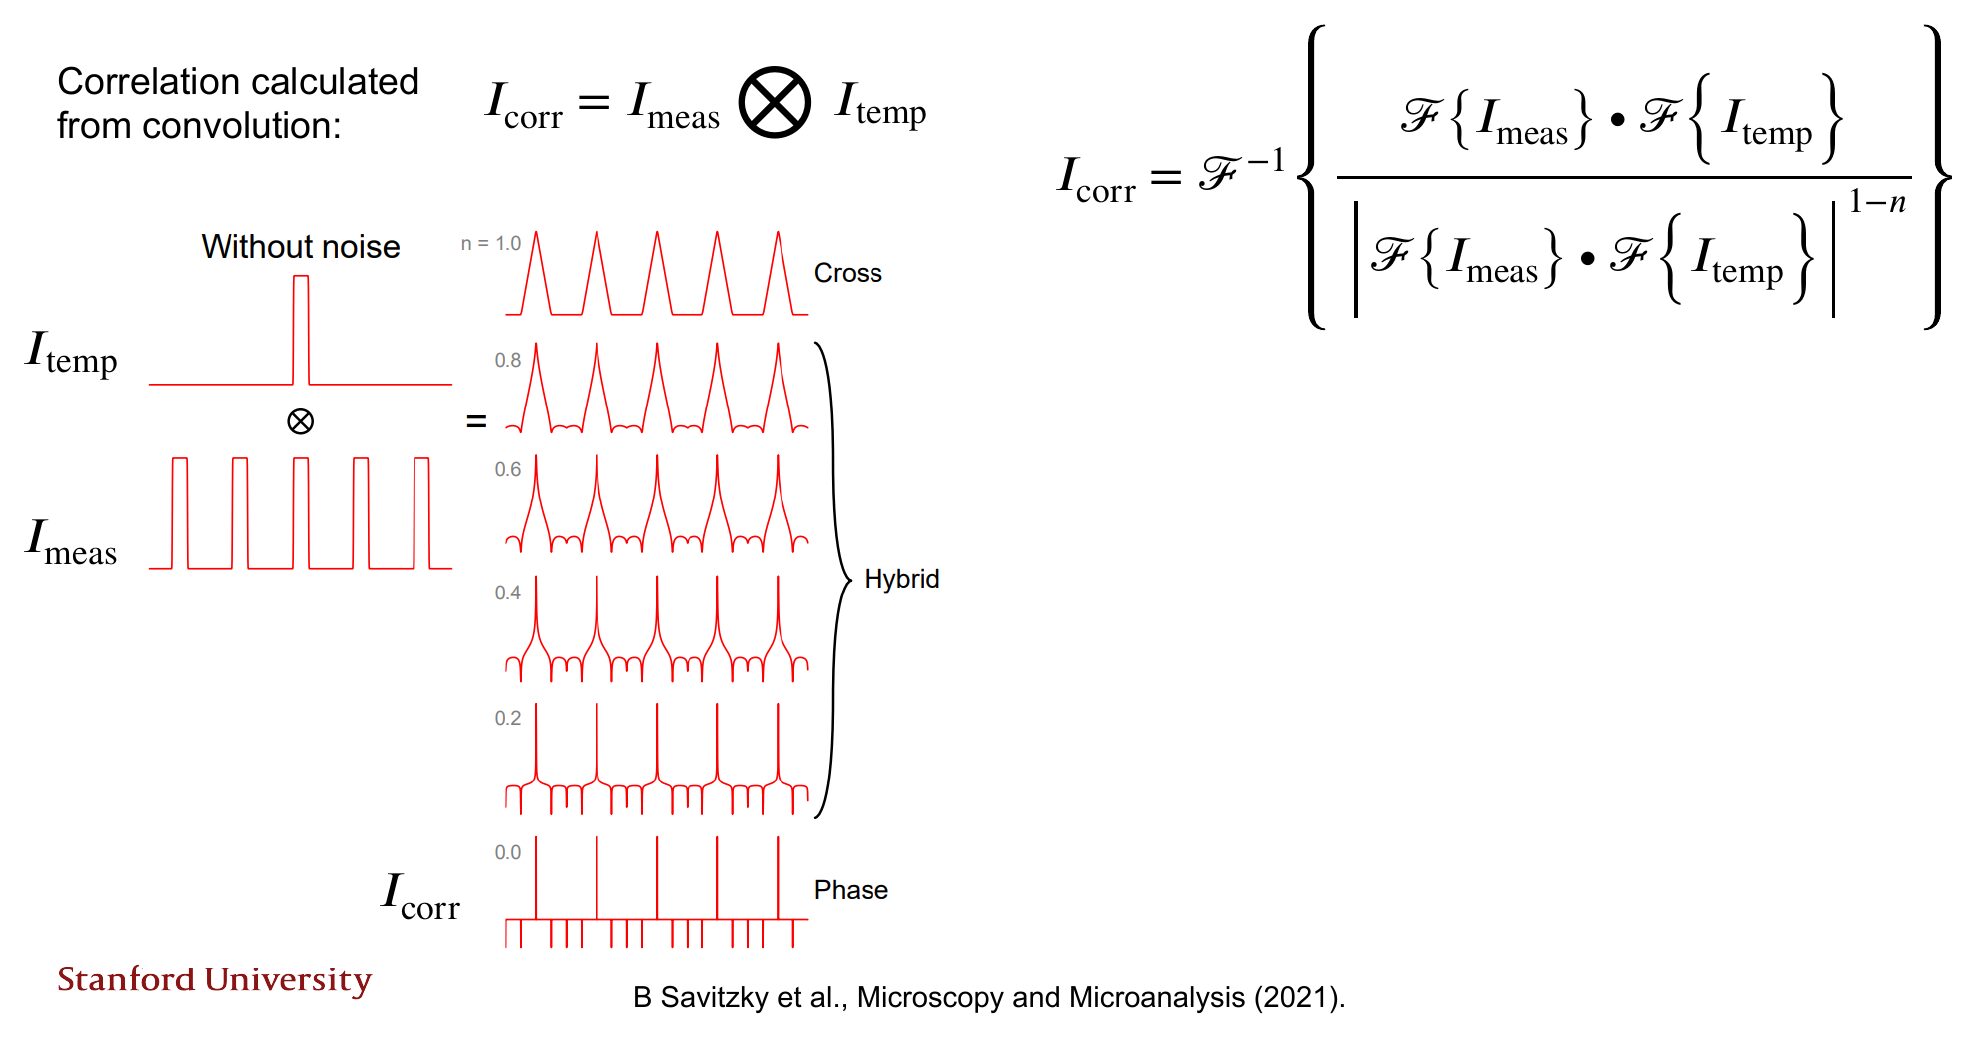 Correlation calculated
from convolution:
I_corr = I_meas ⊗ I_temp
I_corr = ℱ⁻¹ { ℱ{I_meas} • ℱ{I_temp} / |ℱ{I_meas} • ℱ{I_temp}|^(1−n) }
Without noise
I_temp
⊗
I_meas
=
n = 1.0
Cross
0.8
0.6
0.4
0.2
Hybrid
0.0
Phase
I_corr
Stanford University
B Savitzky et al., Microscopy and Microanalysis (2021).